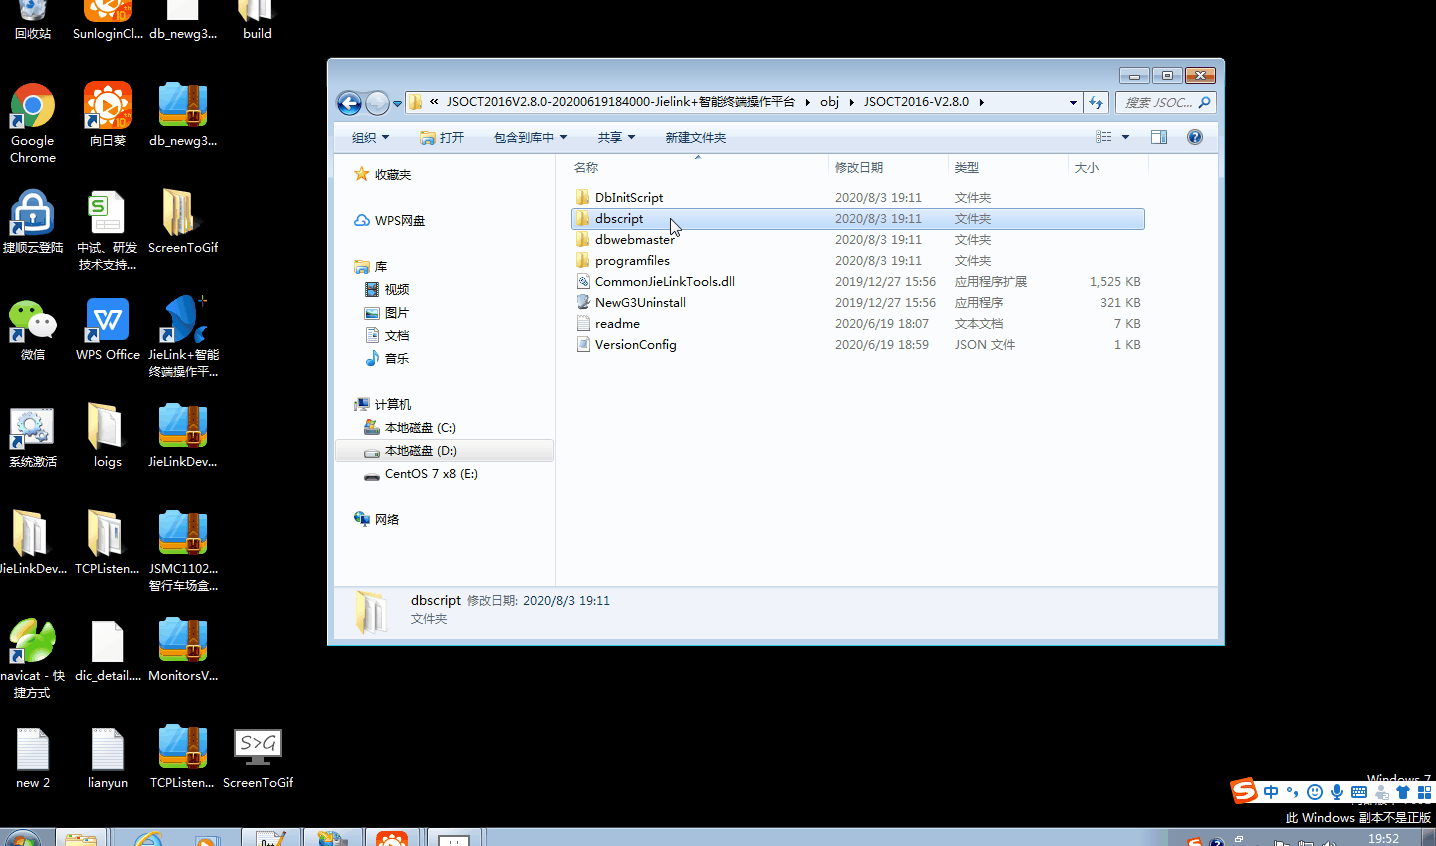 回收站
SunloginCl...
db_newg3...
build
Google
Chrome
向日葵
db_newg3...
捷顺云登陆
中试、研发
技术支持...
ScreenToGif
微信
WPS Office
JieLink+智能
终端操作平...
系统激活
loigs
JieLinkDev...
JieLinkDev...
TCPListen...
JSMC1102...
智行车场盒...
navicat - 快
捷方式
dic_detail....
MonitorsV...
new 2
lianyun
TCPListen...
S>G
ScreenToGif
« JSOCT2016V2.8.0-20200619184000-Jielink+智能终端操作平台 ▸ obj ▸ JSOCT2016-V2.8.0 ▸
搜索 JSOC...
组织 打开 包含到库中 共享 新建文件夹
收藏夹
WPS网盘
库
视频
图片
文档
音乐
计算机
本地磁盘 (C:)
本地磁盘 (D:)
CentOS 7 x8 (E:)
网络
名称 修改日期 类型 大小
DbInitScript 2020/8/3 19:11 文件夹
dbscript 2020/8/3 19:11 文件夹
dbwebmaster 2020/8/3 19:11 文件夹
programfiles 2020/8/3 19:11 文件夹
CommonJieLinkTools.dll 2019/12/27 15:56 应用程序扩展 1,525 KB
NewG3Uninstall 2019/12/27 15:56 应用程序 321 KB
readme 2020/6/19 18:07 文本文档 7 KB
VersionConfig 2020/6/19 18:59 JSON 文件 1 KB
dbscript 修改日期: 2020/8/3 19:11
文件夹
Windows 7
中
此 Windows 副本不是正版
19:52